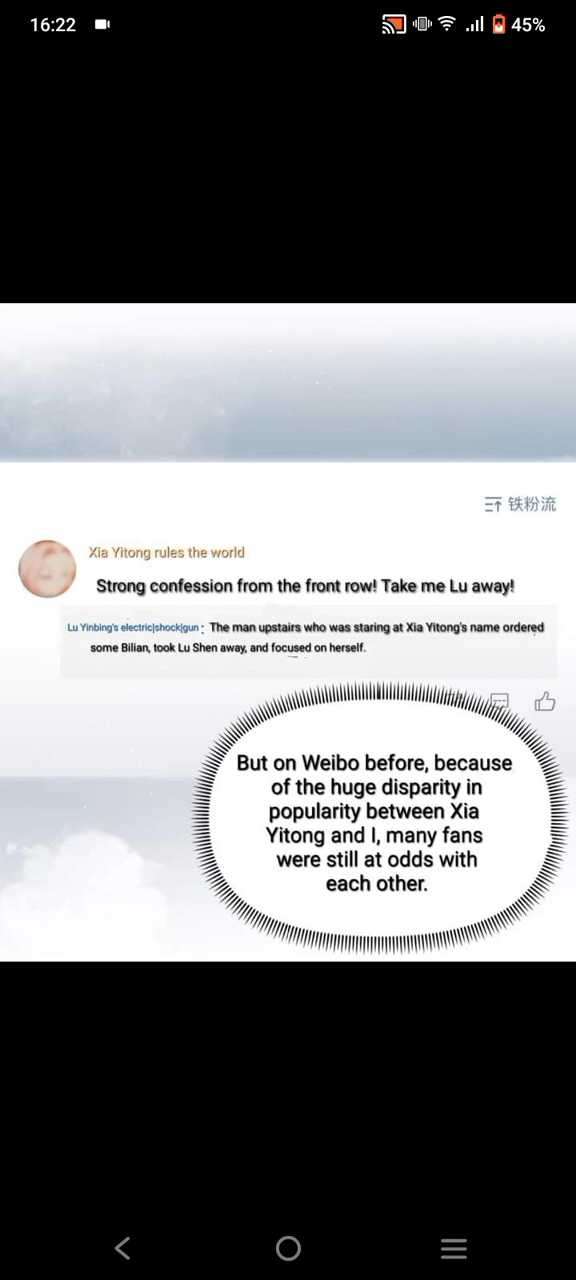 16:22
45%
铁粉流
Xia Yitong rules the world
Strong confession from the front row! Take me Lu away!
Lu Yinbing's electric|shock|gun : The man upstairs who was staring at Xia Yitong's name ordered
some Bilian, took Lu Shen away, and focused on herself.
But on Weibo before, because
of the huge disparity in
popularity between Xia
Yitong and I, many fans
were still at odds with
each other.